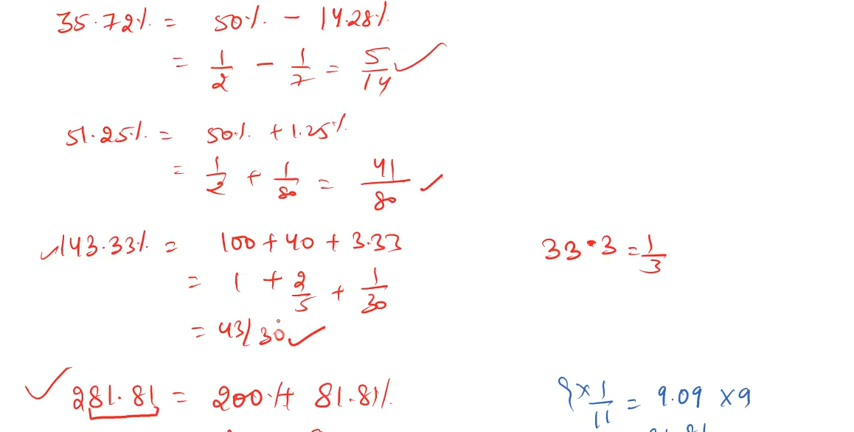 35.72% = 50% - 14.28%
= 1/2 - 1/7 = 5/14 ✓
51.25% = 50% + 1.25%
= 1/2 + 1/80 = 41/80 ✓
✓143.33% = 100 + 40 + 3.33
33.3 = 1/3
= 1 + 2/5 + 1/30
= 43/30 ✓
✓ 281.81 = 200% + 81.81%
9 × 1/11 = 9.09 × 9